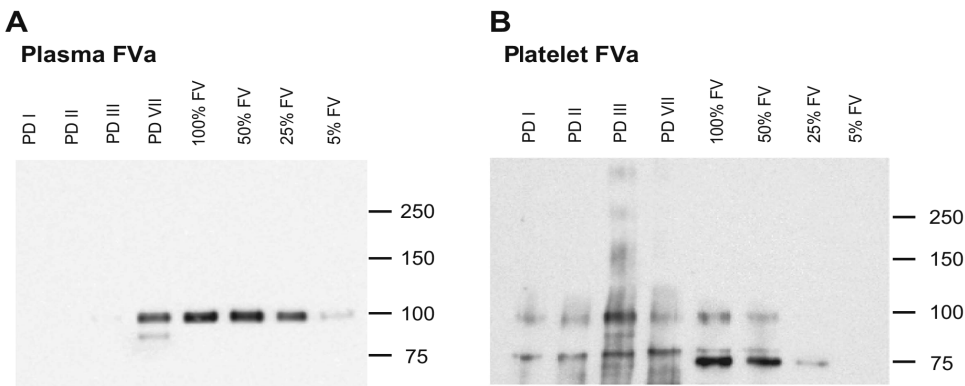 A
Plasma FVa
PD I
PD II
PD III
PD VII
100% FV
50% FV
25% FV
5% FV
250
150
100
75
B
Platelet FVa
PD I
PD II
PD III
PD VII
100% FV
50% FV
25% FV
5% FV
250
150
100
75